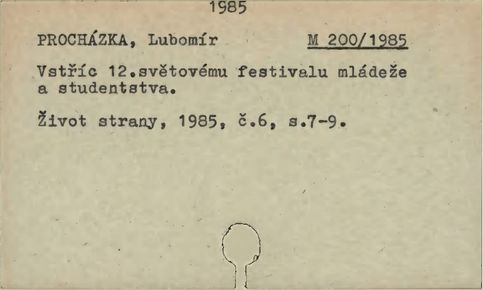 1985
PROCHÁZKA, Lubomír M 200/1985
Vstříc 12.světovému festivalu mládeže
a studentstva.
Život strany, 1985, č.6, s.7-9.